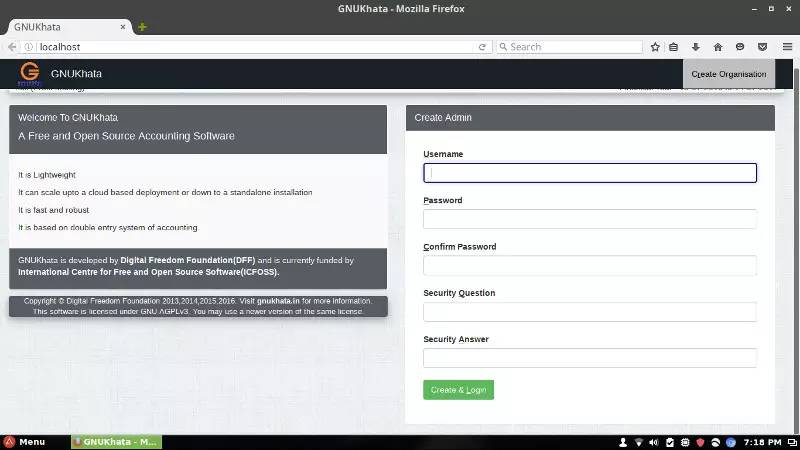 GNUKhata - Mozilla Firefox
GNUKhata
localhost
Search
GNUKhata
Create Organisation
Welcome To GNUKhata
A Free and Open Source Accounting Software
It is Lightweight
It can scale upto a cloud based deployment or down to a standalone installation
It is fast and robust
It is based on double entry system of accounting.
GNUKhata is developed by Digital Freedom Foundation(DFF) and is currently funded by
International Centre for Free and Open Source Software(ICFOSS).
Copyright © Digital Freedom Foundation 2013,2014,2015,2016. Visit gnukhata.in for more information.
This software is licensed under GNU AGPLv3. You may use a newer version of the same license.
Create Admin
Username
Password
Confirm Password
Security Question
Security Answer
Create & Login
Menu
GNUKhata - M...
7:18 PM